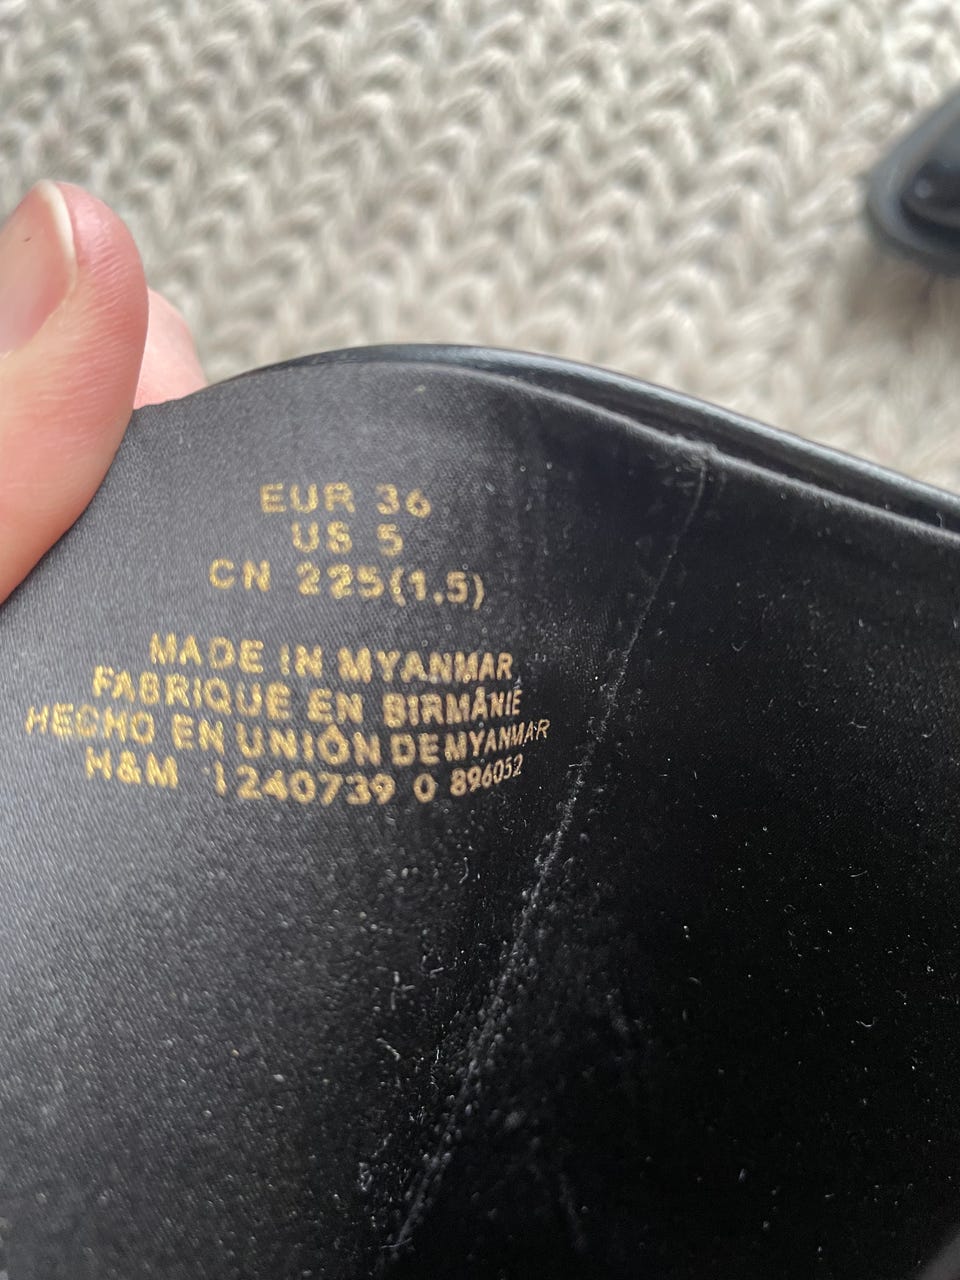 EUR 36
US 5
CN 225(1.5)
MADE IN MYANMAR
FABRIQUE EN BIRMANIE
HECHO EN UNIÓN DE MYANMAR
H&M 1240739 0 896052